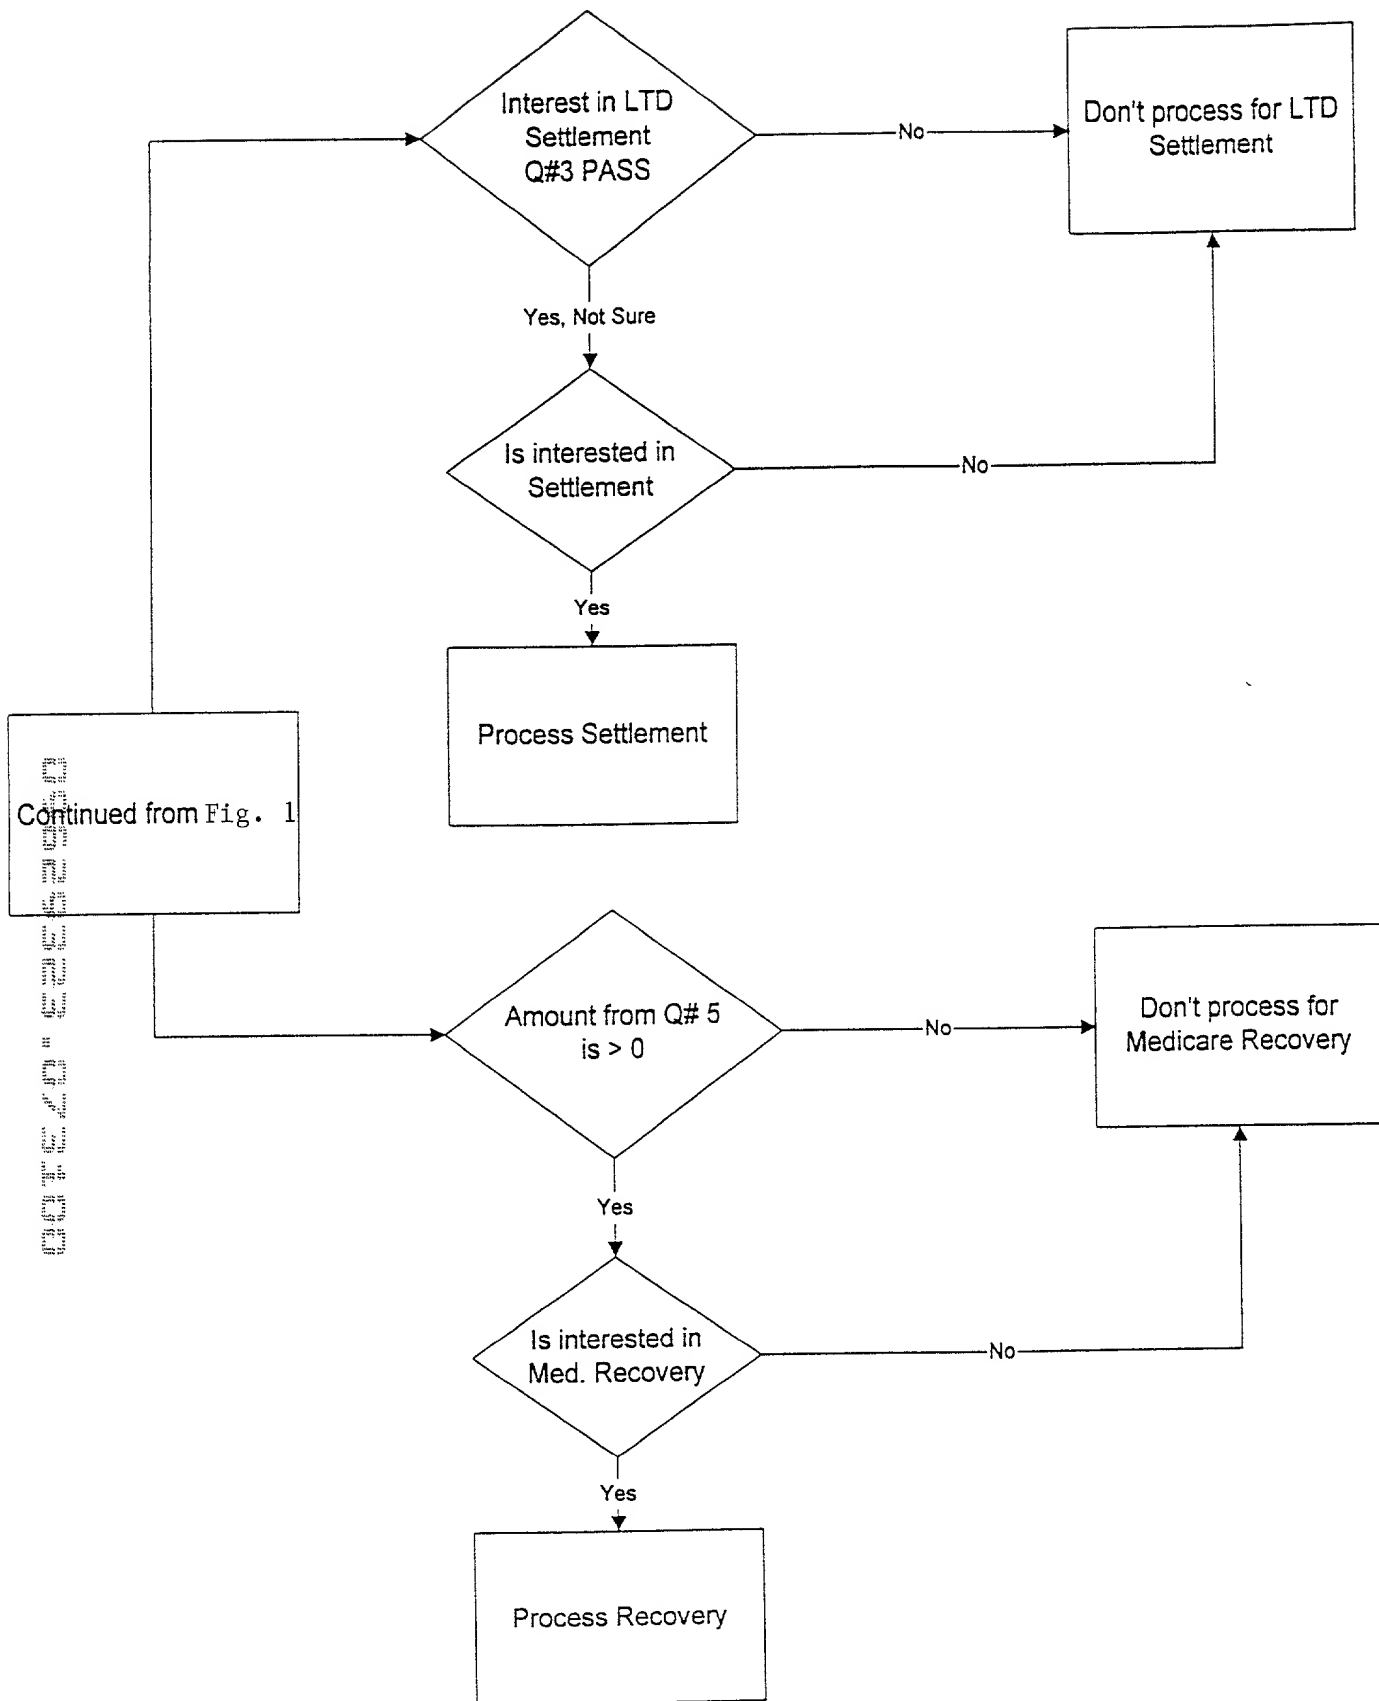 Interest in LTD
Settlement
Q#3 PASS
No
Don't process for LTD
Settlement
Yes, Not Sure
Is interested in
Settlement
No
Yes
Process Settlement
Continued from Fig. 1
Amount from Q# 5
is > 0
No
Don't process for
Medicare Recovery
Yes
Is interested in
Med. Recovery
No
Yes
Process Recovery